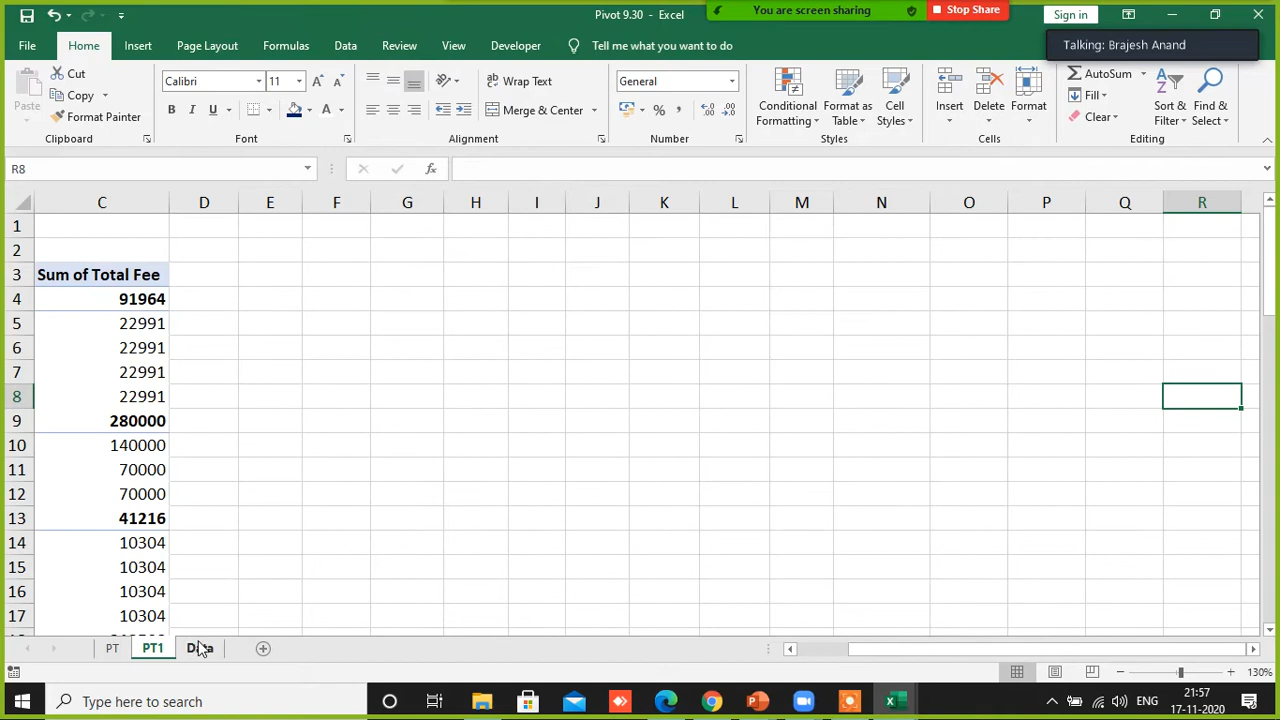 Pivot 9.30 - Excel
You are screen sharing
Stop Share
Sign in
File Home Insert Page Layout Formulas Data Review View Developer Tell me what you want to do
Talking: Brajesh Anand
Paste
Cut
Copy
Format Painter
Clipboard
Calibri 11
B I U
Font
Wrap Text
Merge & Center
Alignment
General
%
Number
Conditional Formatting
Format as Table
Cell Styles
Styles
Insert
Delete
Format
Cells
AutoSum
Fill
Clear
Sort & Filter
Find & Select
Editing
R8
fx
C D E F G H I J K L M N O P Q R
1
2
3 Sum of Total Fee
4 91964
5 22991
6 22991
7 22991
8 22991
9 280000
10 140000
11 70000
12 70000
13 41216
14 10304
15 10304
16 10304
17 10304
PT PT1 Data
130%
Type here to search
ENG
21:57
17-11-2020